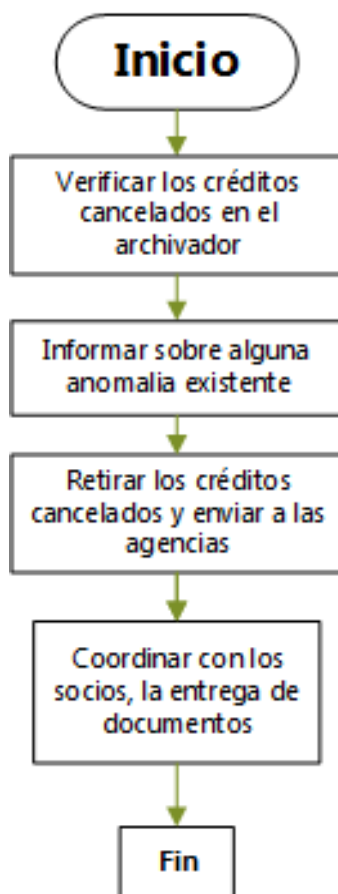 Inicio
Verificar los créditos
cancelados en el
archivador
Informar sobre alguna
anomalia existente
Retirar los créditos
cancelados y enviar a las
agencias
Coordinar con los
socios, la entrega de
documentos
Fin